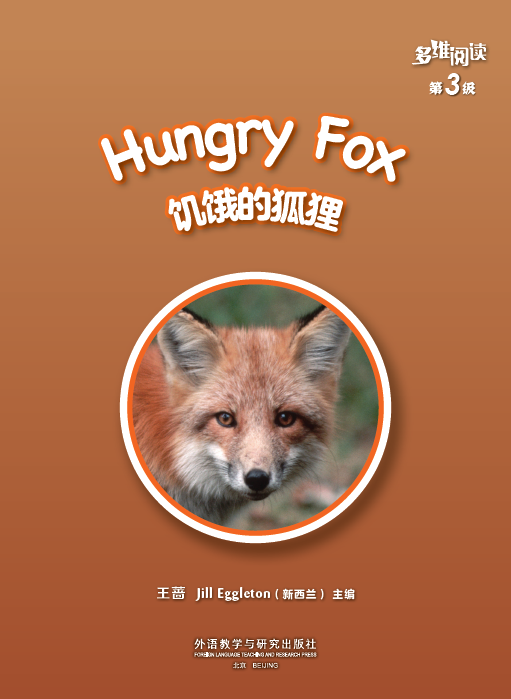 多维阅读
第3级
Hungry Fox
饥饿的狐狸
王蔷 Jill Eggleton（新西兰）主编
外语教学与研究出版社
FOREIGN LANGUAGE TEACHING AND RESEARCH PRESS
北京 BEIJING